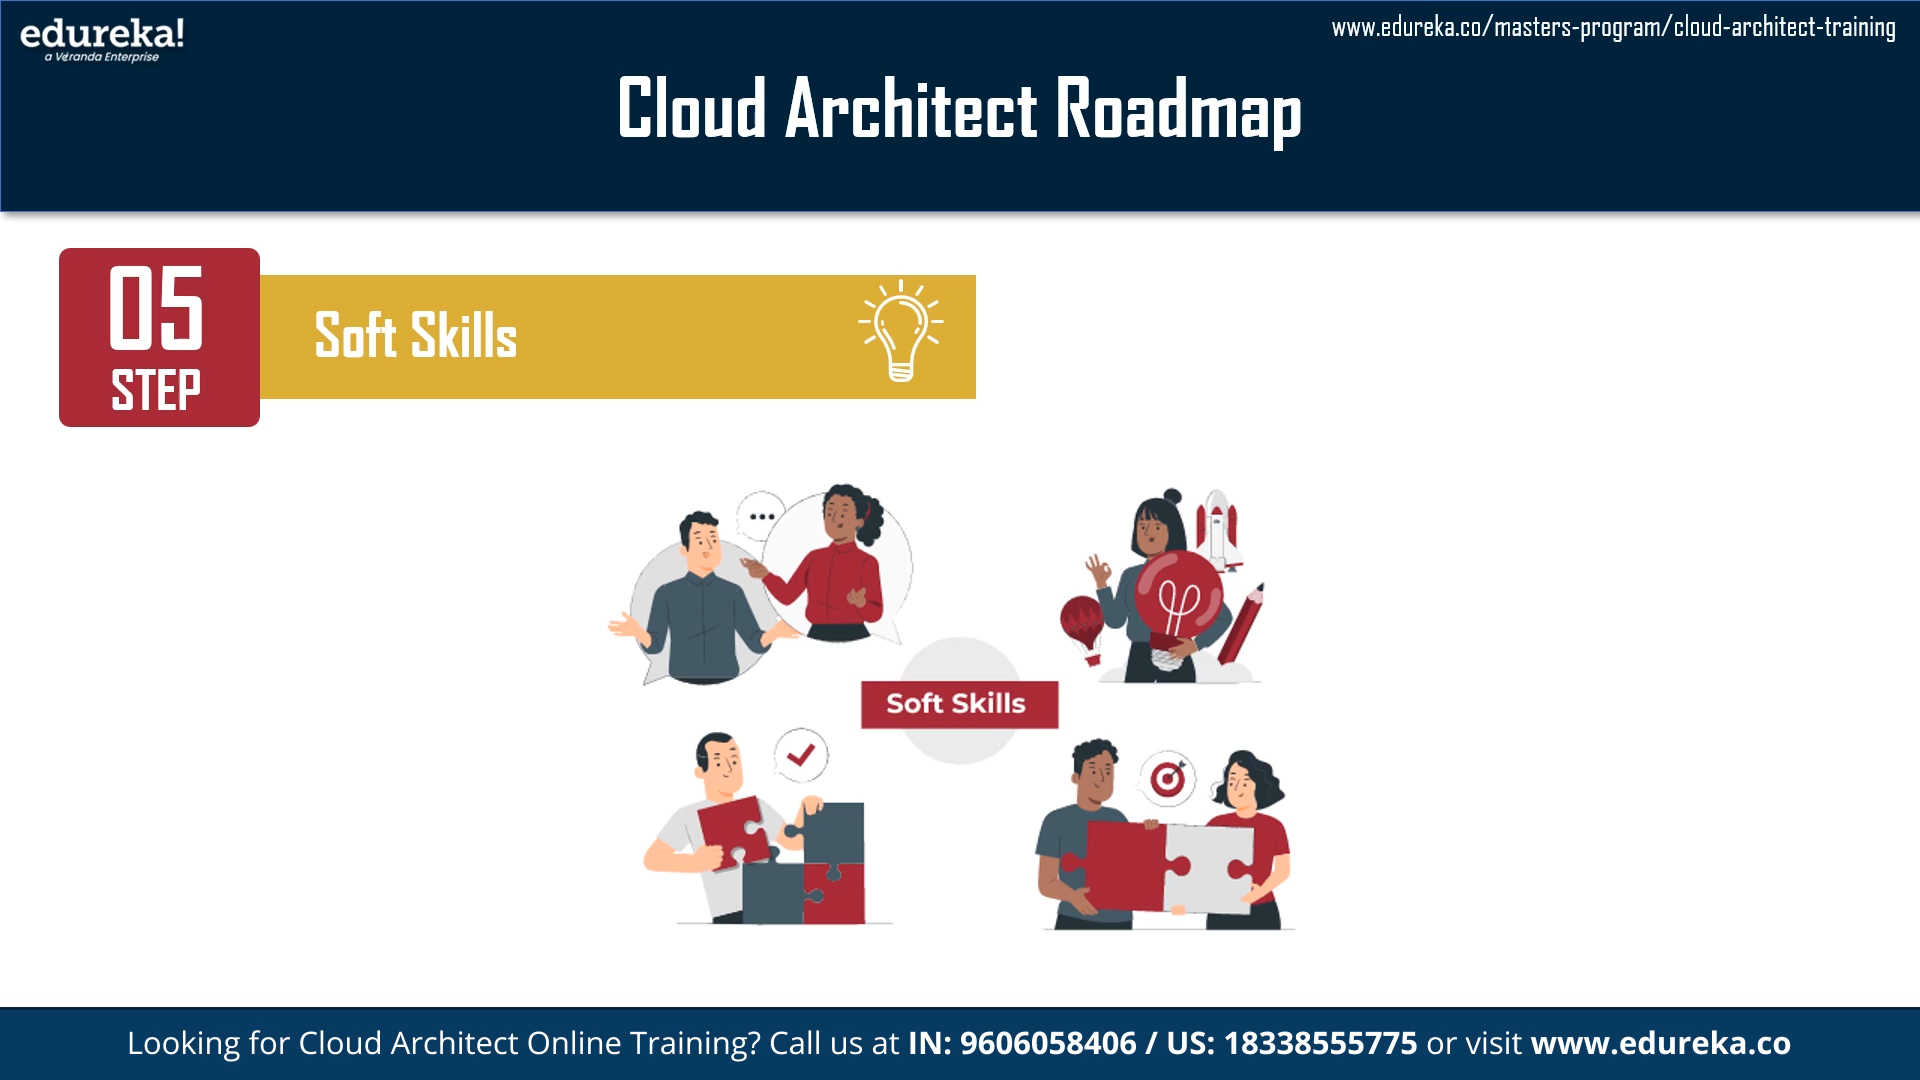 edureka!
a Veranda Enterprise
www.edureka.co/masters-program/cloud-architect-training
Cloud Architect Roadmap
05
STEP
Soft Skills
Soft Skills
Looking for Cloud Architect Online Training? Call us at IN: 9606058406 / US: 18338555775 or visit www.edureka.co